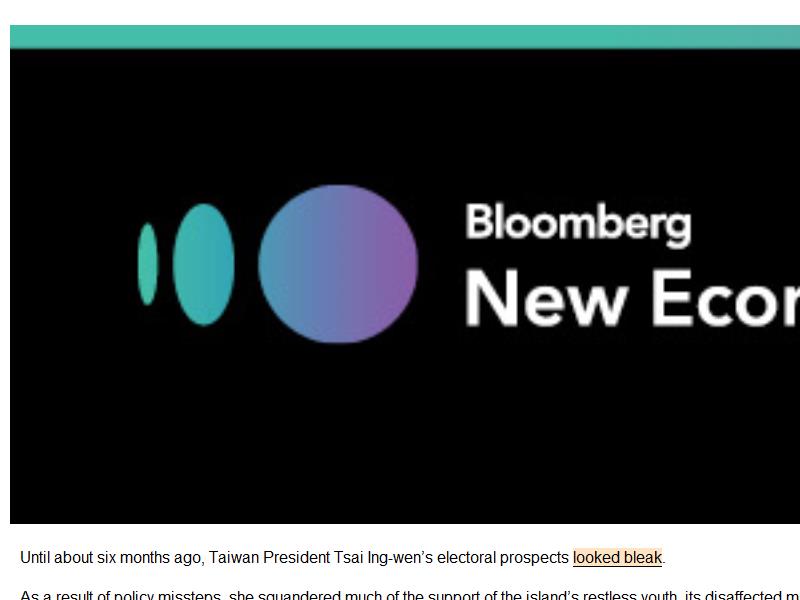 Bloomberg
New Econ
Until about six months ago, Taiwan President Tsai Ing-wen’s electoral prospects looked bleak.
As a result of policy missteps, she squandered much of the support of the island’s restless youth, its disaffected